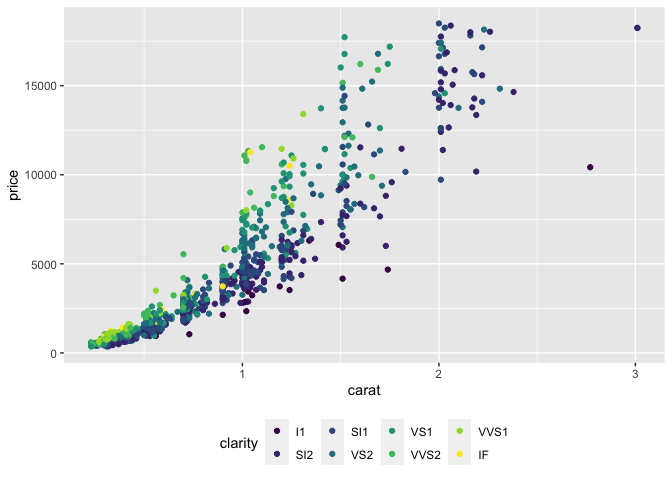 price
15000
10000
5000
0
1 2 3
carat
clarity
I1 SI1 VS1 VVS1
SI2 VS2 VVS2 IF